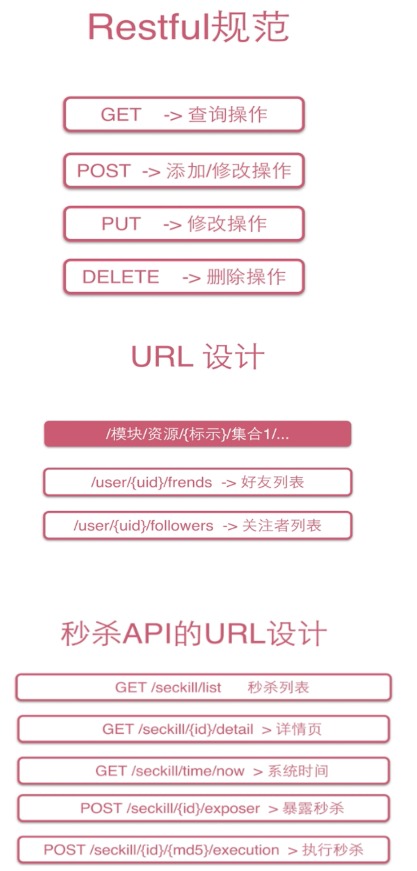 Restful规范
GET -> 查询操作
POST -> 添加/修改操作
PUT -> 修改操作
DELETE -> 删除操作
URL 设计
/模块/资源/{标示}/集合1/...
/user/{uid}/frends -> 好友列表
/user/{uid}/followers -> 关注者列表
秒杀API的URL设计
GET /seckill/list 秒杀列表
GET /seckill/{id}/detail > 详情页
GET /seckill/time/now > 系统时间
POST /seckill/{id}/exposer > 暴露秒杀
POST /seckill/{id}/{md5}/execution > 执行秒杀